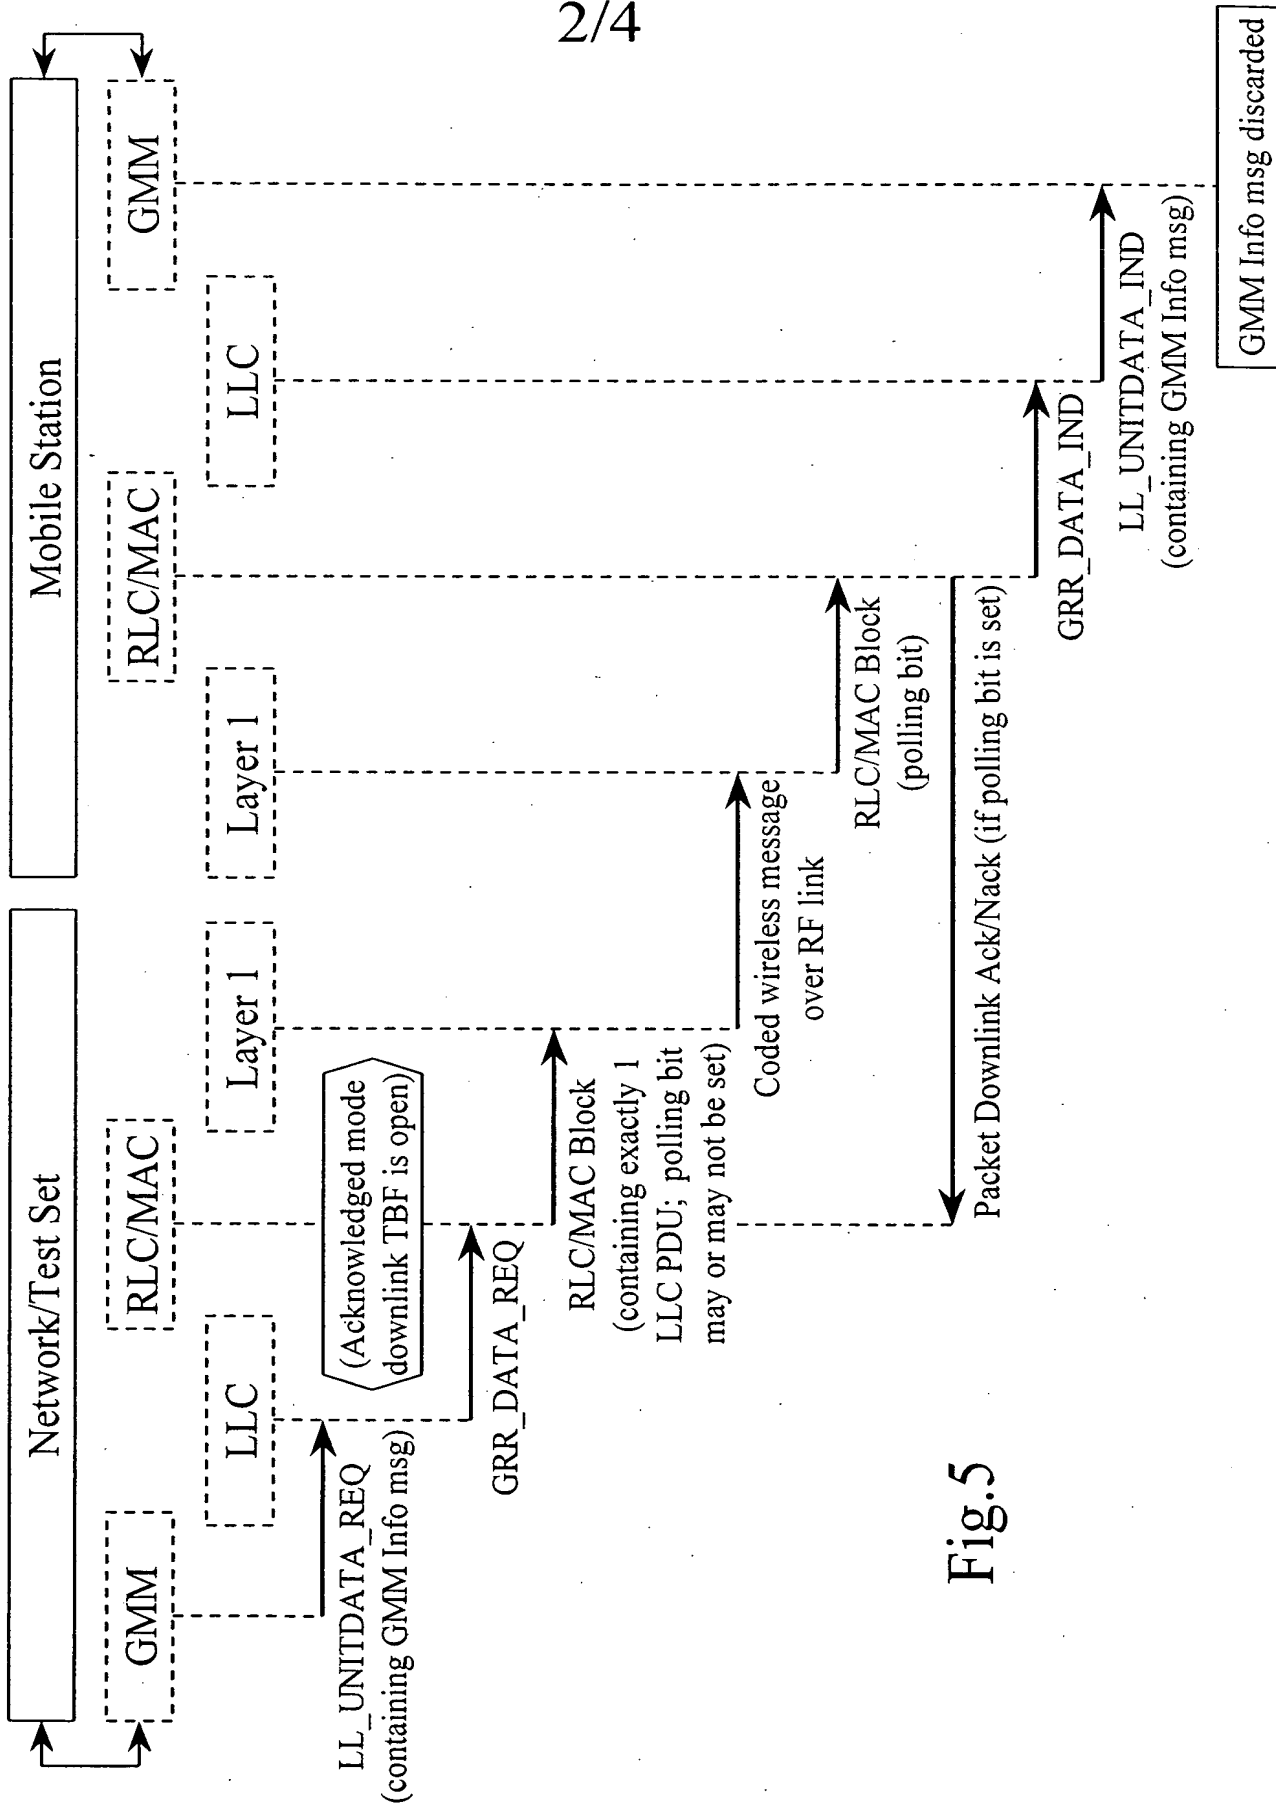 2/4
Network/Test Set
Mobile Station
GMM
LLC
RLC/MAC
Layer 1
Layer 1
RLC/MAC
LLC
GMM
LL_UNITDATA_REQ
(containing GMM Info msg)
(Acknowledged mode
downlink TBF is open)
GRR_DATA_REQ
RLC/MAC Block
(containing exactly 1
LLC PDU; polling bit
may or may not be set)
Coded wireless message
over RF link
RLC/MAC Block
(polling bit)
Packet Downlink Ack/Nack (if polling bit is set)
GRR_DATA_IND
LL_UNITDATA_IND
(containing GMM Info msg)
GMM Info msg discarded
Fig.5